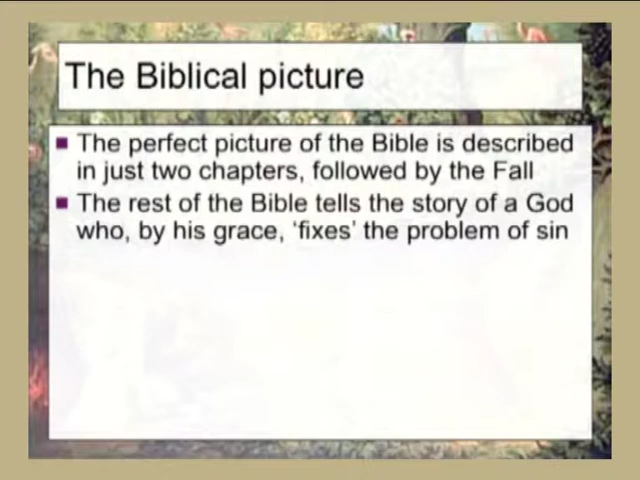 The Biblical picture
The perfect picture of the Bible is described
in just two chapters, followed by the Fall
The rest of the Bible tells the story of a God
who, by his grace, ‘fixes’ the problem of sin